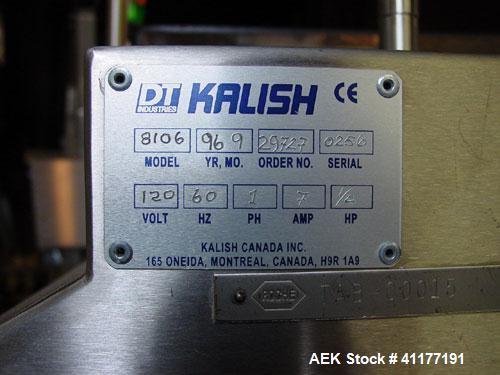 DT INDUSTRIES KALISH CE
8106 96 9 29727 0256
MODEL YR, MO. ORDER NO. SERIAL
120 60 1 7 1/2
VOLT HZ PH AMP HP
KALISH CANADA INC.
165 ONEIDA, MONTREAL, CANADA, H9R 1A9
ROCHE TAB 00015
AEK Stock # 41177191